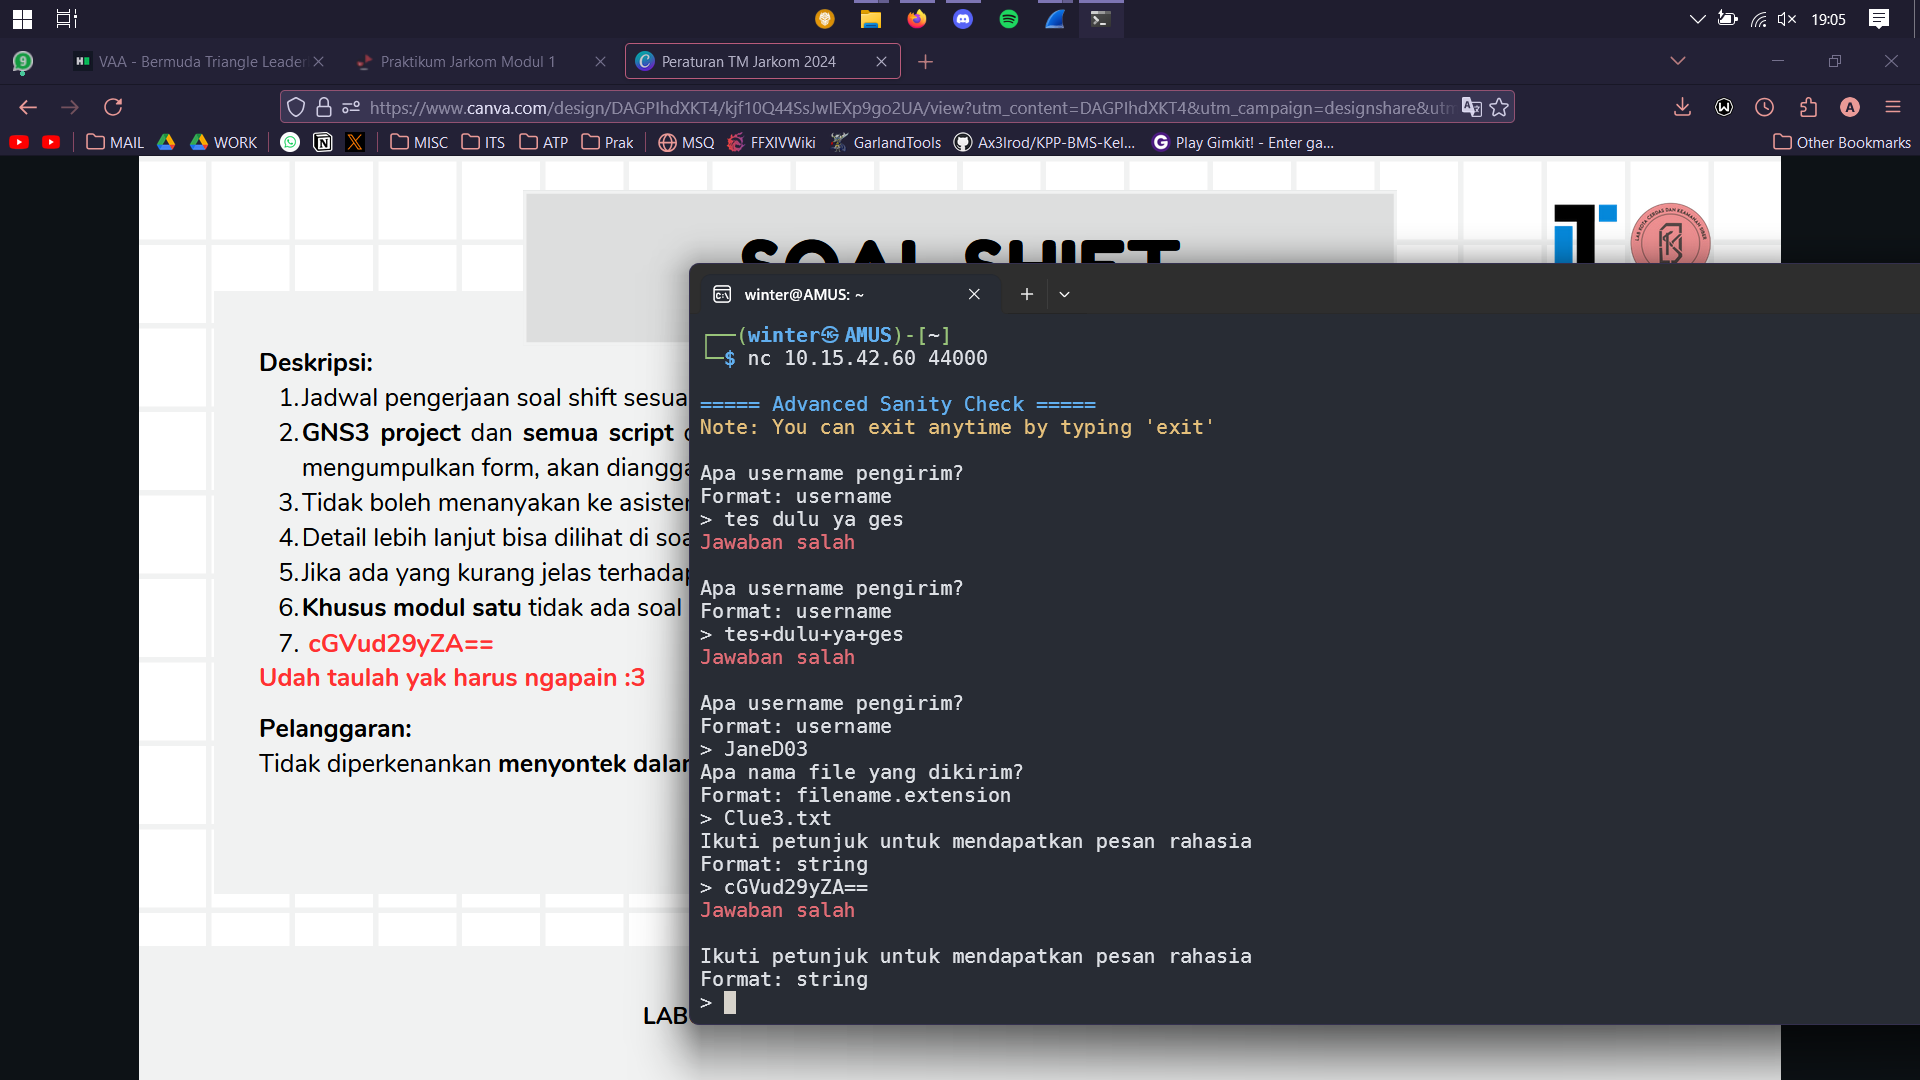 19:05
9
VAA - Bermuda Triangle Leader
Praktikum Jarkom Modul 1
Peraturan TM Jarkom 2024
https://www.canva.com/design/DAGPIhdXKT4/kjf10Q44SsJwIEXp9go2UA/view?utm_content=DAGPIhdXKT4&utm_campaign=designshare&utm
MAIL
WORK
MISC
ITS
ATP
Prak
MSQ
FFXIVWiki
GarlandTools
Ax3lrod/KPP-BMS-Kel...
Play Gimkit! - Enter ga...
Other Bookmarks
SOAL SHIFT
Deskripsi:
1. Jadwal pengerjaan soal shift sesua
2. GNS3 project dan semua script
mengumpulkan form, akan diangga
3. Tidak boleh menanyakan ke asister
4. Detail lebih lanjut bisa dilihat di soa
5. Jika ada yang kurang jelas terhadap
6. Khusus modul satu tidak ada soal
7. cGVud29yZA==
Udah taulah yak harus ngapain :3
Pelanggaran:
Tidak diperkenankan menyontek dalam
LAB
winter@AMUS: ~
┌──(winter㉿AMUS)-[~]
└─$ nc 10.15.42.60 44000
===== Advanced Sanity Check =====
Note: You can exit anytime by typing 'exit'
Apa username pengirim?
Format: username
> tes dulu ya ges
Jawaban salah
Apa username pengirim?
Format: username
> tes+dulu+ya+ges
Jawaban salah
Apa username pengirim?
Format: username
> JaneD03
Apa nama file yang dikirim?
Format: filename.extension
> Clue3.txt
Ikuti petunjuk untuk mendapatkan pesan rahasia
Format: string
> cGVud29yZA==
Jawaban salah
Ikuti petunjuk untuk mendapatkan pesan rahasia
Format: string
>